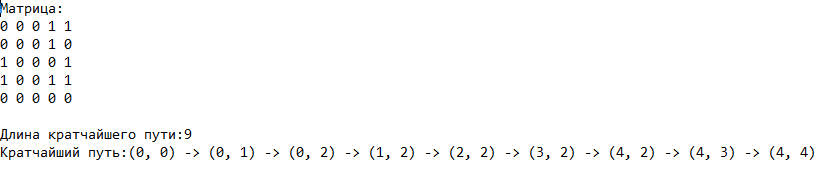 Матрица:
0 0 0 1 1
0 0 0 1 0
1 0 0 0 1
1 0 0 1 1
0 0 0 0 0
Длина кратчайшего пути:9
Кратчайший путь:(0, 0) -> (0, 1) -> (0, 2) -> (1, 2) -> (2, 2) -> (3, 2) -> (4, 2) -> (4, 3) -> (4, 4)